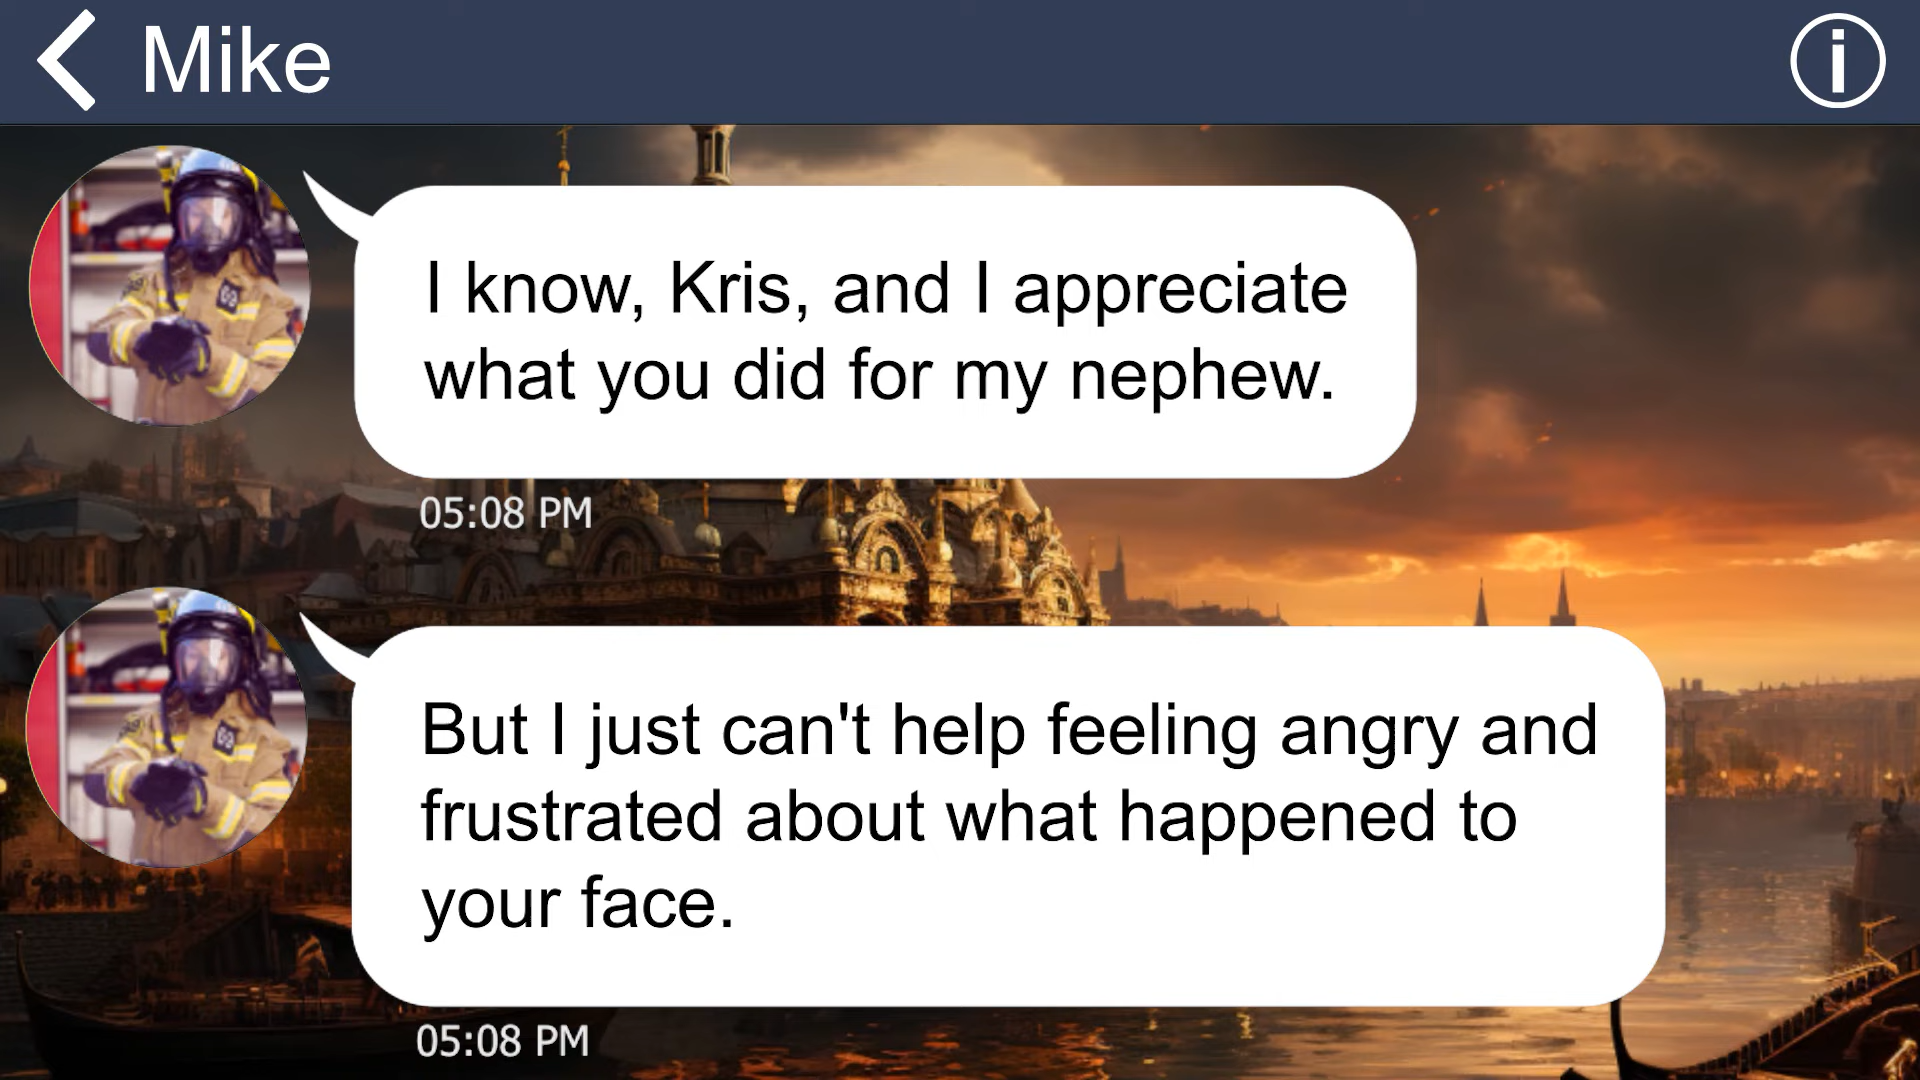 Mike
I know, Kris, and I appreciate
what you did for my nephew.
05:08 PM
But I just can't help feeling angry and
frustrated about what happened to
your face.
05:08 PM